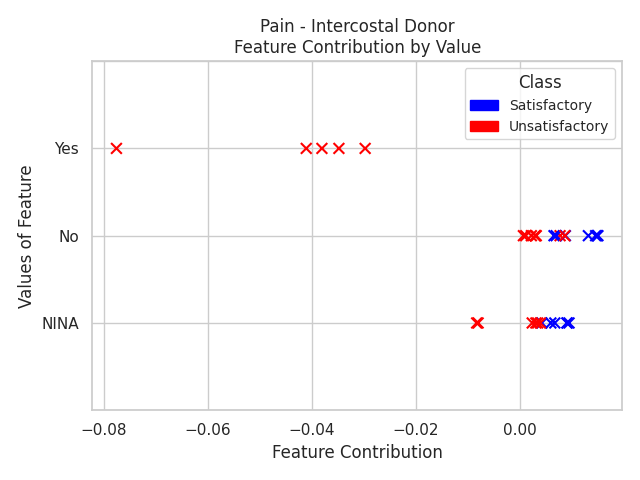 Pain - Intercostal Donor
Feature Contribution by Value
Class
Satisfactory
Unsatisfactory
Values of Feature
Yes
No
NINA
−0.08
−0.06
−0.04
−0.02
0.00
Feature Contribution